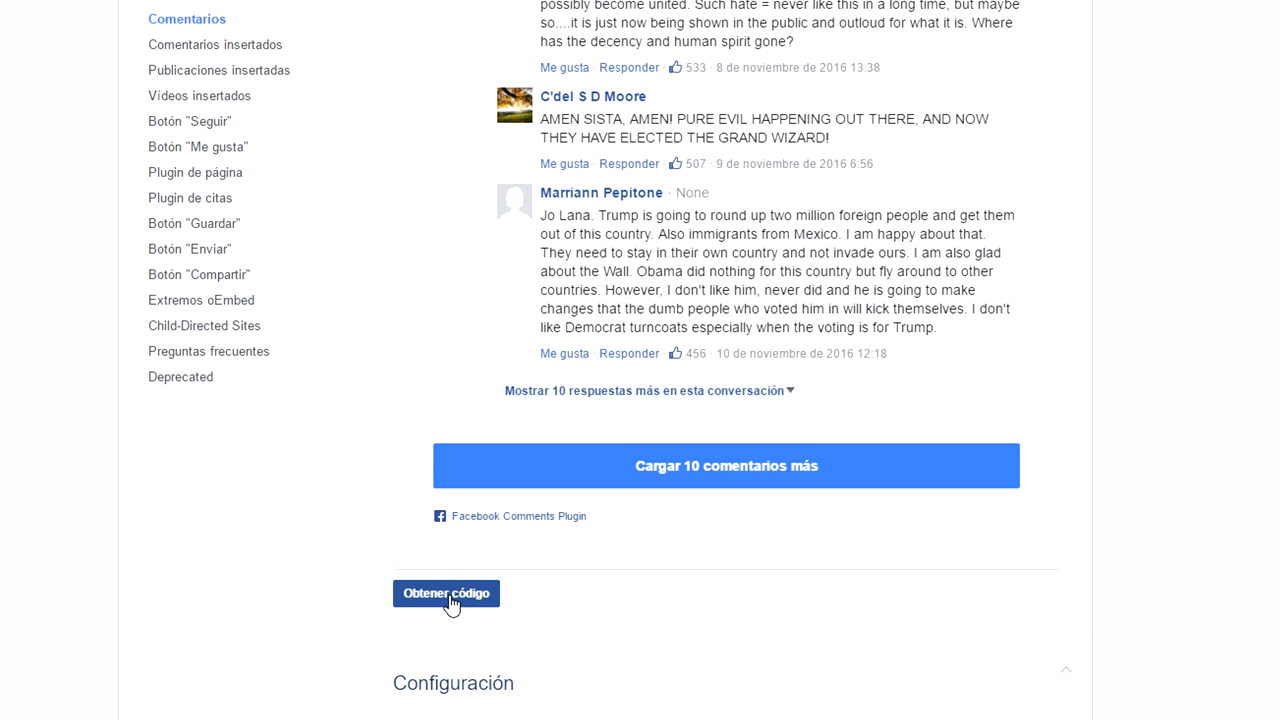 Comentarios
Comentarios insertados
Publicaciones insertadas
Vídeos insertados
Botón "Seguir"
Botón "Me gusta"
Plugin de página
Plugin de citas
Botón "Guardar"
Botón "Enviar"
Botón "Compartir"
Extremos oEmbed
Child-Directed Sites
Preguntas frecuentes
Deprecated
possibly become united. Such hate = never like this in a long time, but maybe
so....it is just now being shown in the public and outloud for what it is. Where
has the decency and human spirit gone?
Me gusta · Responder · 533 · 8 de noviembre de 2016 13:38
C'del S D Moore
AMEN SISTA, AMEN! PURE EVIL HAPPENING OUT THERE, AND NOW
THEY HAVE ELECTED THE GRAND WIZARD!
Me gusta · Responder · 507 · 9 de noviembre de 2016 6:56
Marriann Pepitone · None
Jo Lana. Trump is going to round up two million foreign people and get them
out of this country. Also immigrants from Mexico. I am happy about that.
They need to stay in their own country and not invade ours. I am also glad
about the Wall. Obama did nothing for this country but fly around to other
countries. However, I don't like him, never did and he is going to make
changes that the dumb people who voted him in will kick themselves. I don't
like Democrat turncoats especially when the voting is for Trump.
Me gusta · Responder · 456 · 10 de noviembre de 2016 12:18
Mostrar 10 respuestas más en esta conversación
Cargar 10 comentarios más
Facebook Comments Plugin
Obtener código
Configuración